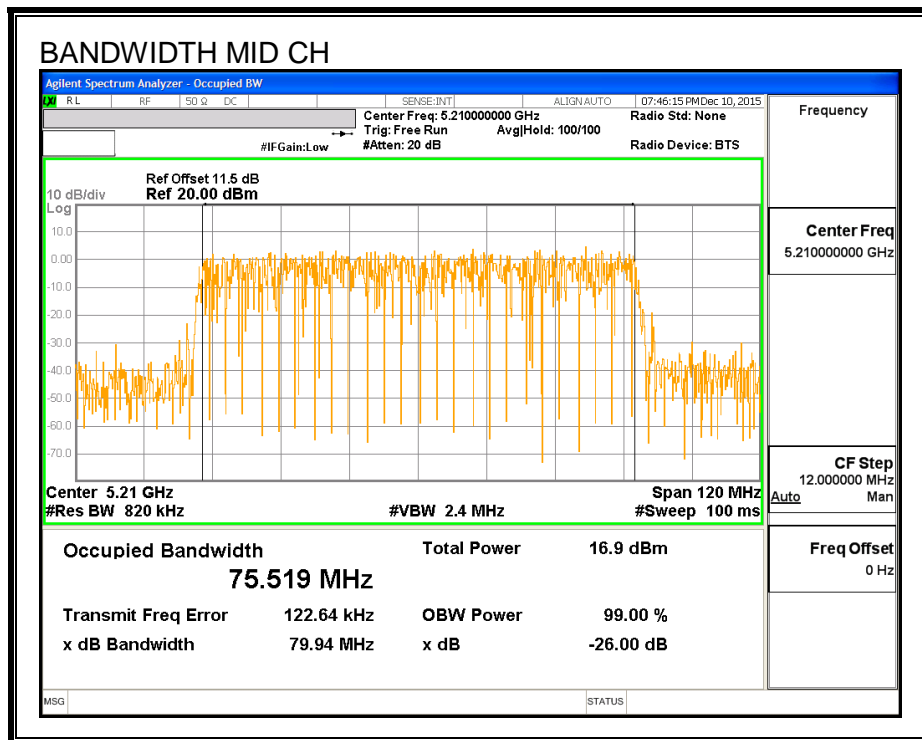 BANDWIDTH MID CH
Agilent Spectrum Analyzer - Occupied BW
LXI RL RF 50 Ω DC SENSE:INT ALIGNAUTO 07:46:15 PM Dec 10, 2015
Center Freq: 5.210000000 GHz Radio Std: None
Trig: Free Run Avg|Hold: 100/100
#IFGain:Low #Atten: 20 dB Radio Device: BTS
Ref Offset 11.5 dB
10 dB/div Ref 20.00 dBm
Log
10.0
0.00
-10.0
-20.0
-30.0
-40.0
-50.0
-60.0
-70.0
Center 5.21 GHz Span 120 MHz
#Res BW 820 kHz #VBW 2.4 MHz #Sweep 100 ms
Occupied Bandwidth Total Power 16.9 dBm
75.519 MHz
Transmit Freq Error 122.64 kHz OBW Power 99.00 %
x dB Bandwidth 79.94 MHz x dB -26.00 dB
MSG STATUS
Frequency
Center Freq
5.210000000 GHz
CF Step
12.000000 MHz
Auto Man
Freq Offset
0 Hz